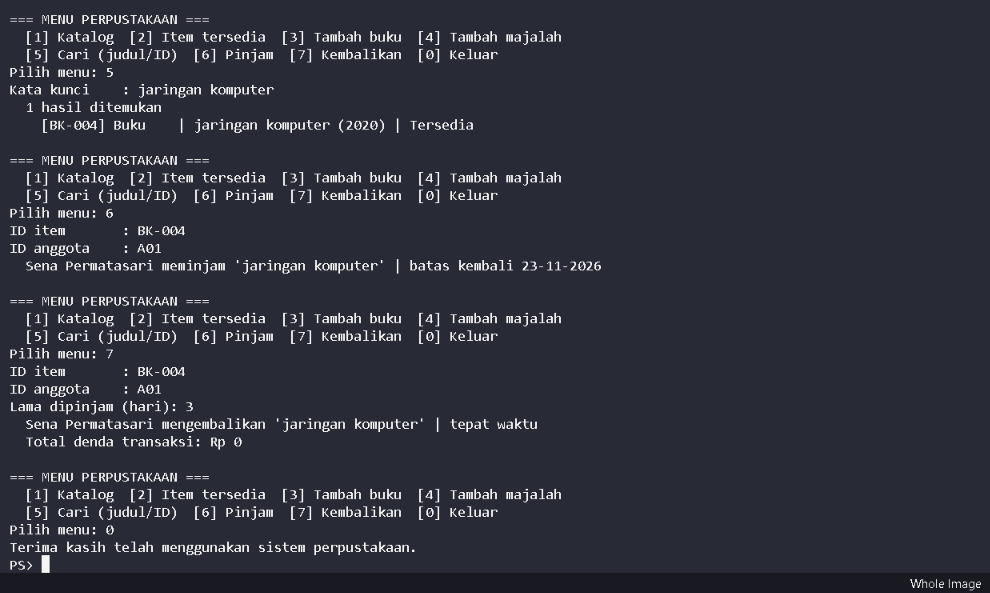 === MENU PERPUSTAKAAN ===
  [1] Katalog  [2] Item tersedia  [3] Tambah buku  [4] Tambah majalah
  [5] Cari (judul/ID)  [6] Pinjam  [7] Kembalikan  [0] Keluar
Pilih menu: 5
Kata kunci    : jaringan komputer
  1 hasil ditemukan
    [BK-004] Buku    | jaringan komputer (2020) | Tersedia

=== MENU PERPUSTAKAAN ===
  [1] Katalog  [2] Item tersedia  [3] Tambah buku  [4] Tambah majalah
  [5] Cari (judul/ID)  [6] Pinjam  [7] Kembalikan  [0] Keluar
Pilih menu: 6
ID item       : BK-004
ID anggota    : A01
  Sena Permatasari meminjam 'jaringan komputer' | batas kembali 23-11-2026

=== MENU PERPUSTAKAAN ===
  [1] Katalog  [2] Item tersedia  [3] Tambah buku  [4] Tambah majalah
  [5] Cari (judul/ID)  [6] Pinjam  [7] Kembalikan  [0] Keluar
Pilih menu: 7
ID item       : BK-004
ID anggota    : A01
Lama dipinjam (hari): 3
  Sena Permatasari mengembalikan 'jaringan komputer' | tepat waktu
  Total denda transaksi: Rp 0

=== MENU PERPUSTAKAAN ===
  [1] Katalog  [2] Item tersedia  [3] Tambah buku  [4] Tambah majalah
  [5] Cari (judul/ID)  [6] Pinjam  [7] Kembalikan  [0] Keluar
Pilih menu: 0
Terima kasih telah menggunakan sistem perpustakaan.
PS>
Whole Image